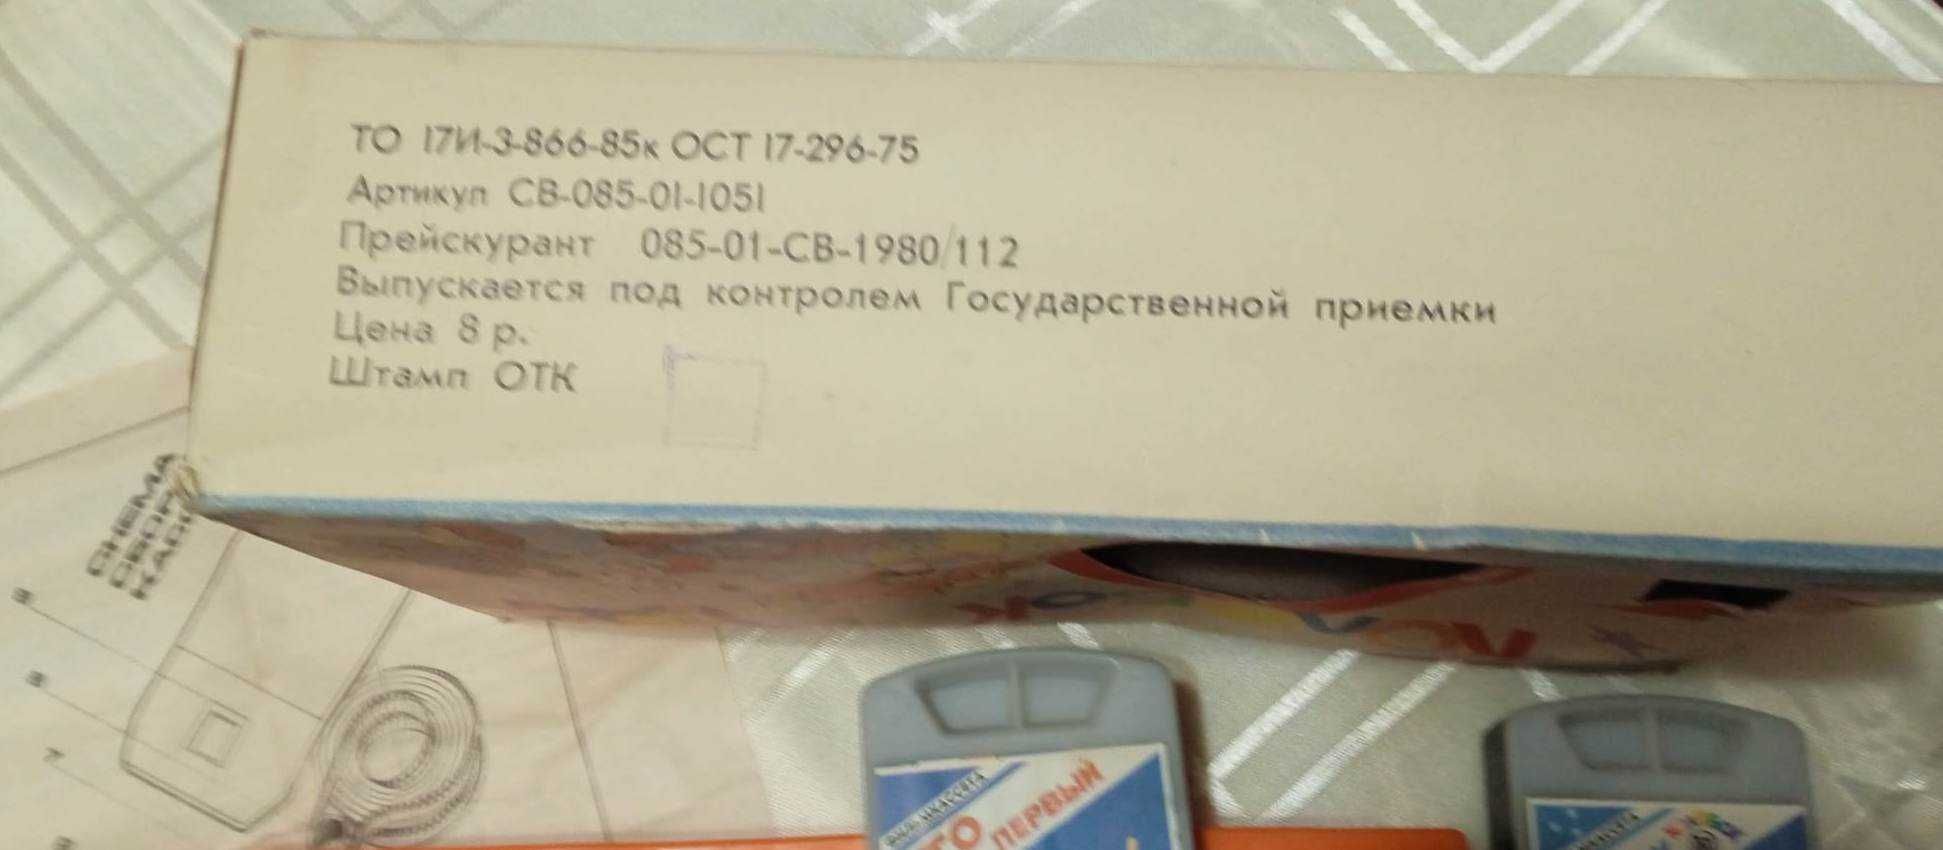 ТО 17И-3-866-85к ОСТ 17-296-75
Артикул СВ-085-01-1051
Прейскурант 085-01-СВ-1980/112
Выпускается под контролем Государственной приемки
Цена 8 р.
Штамп ОТК
СХЕМА
ПЕРВЫЙ